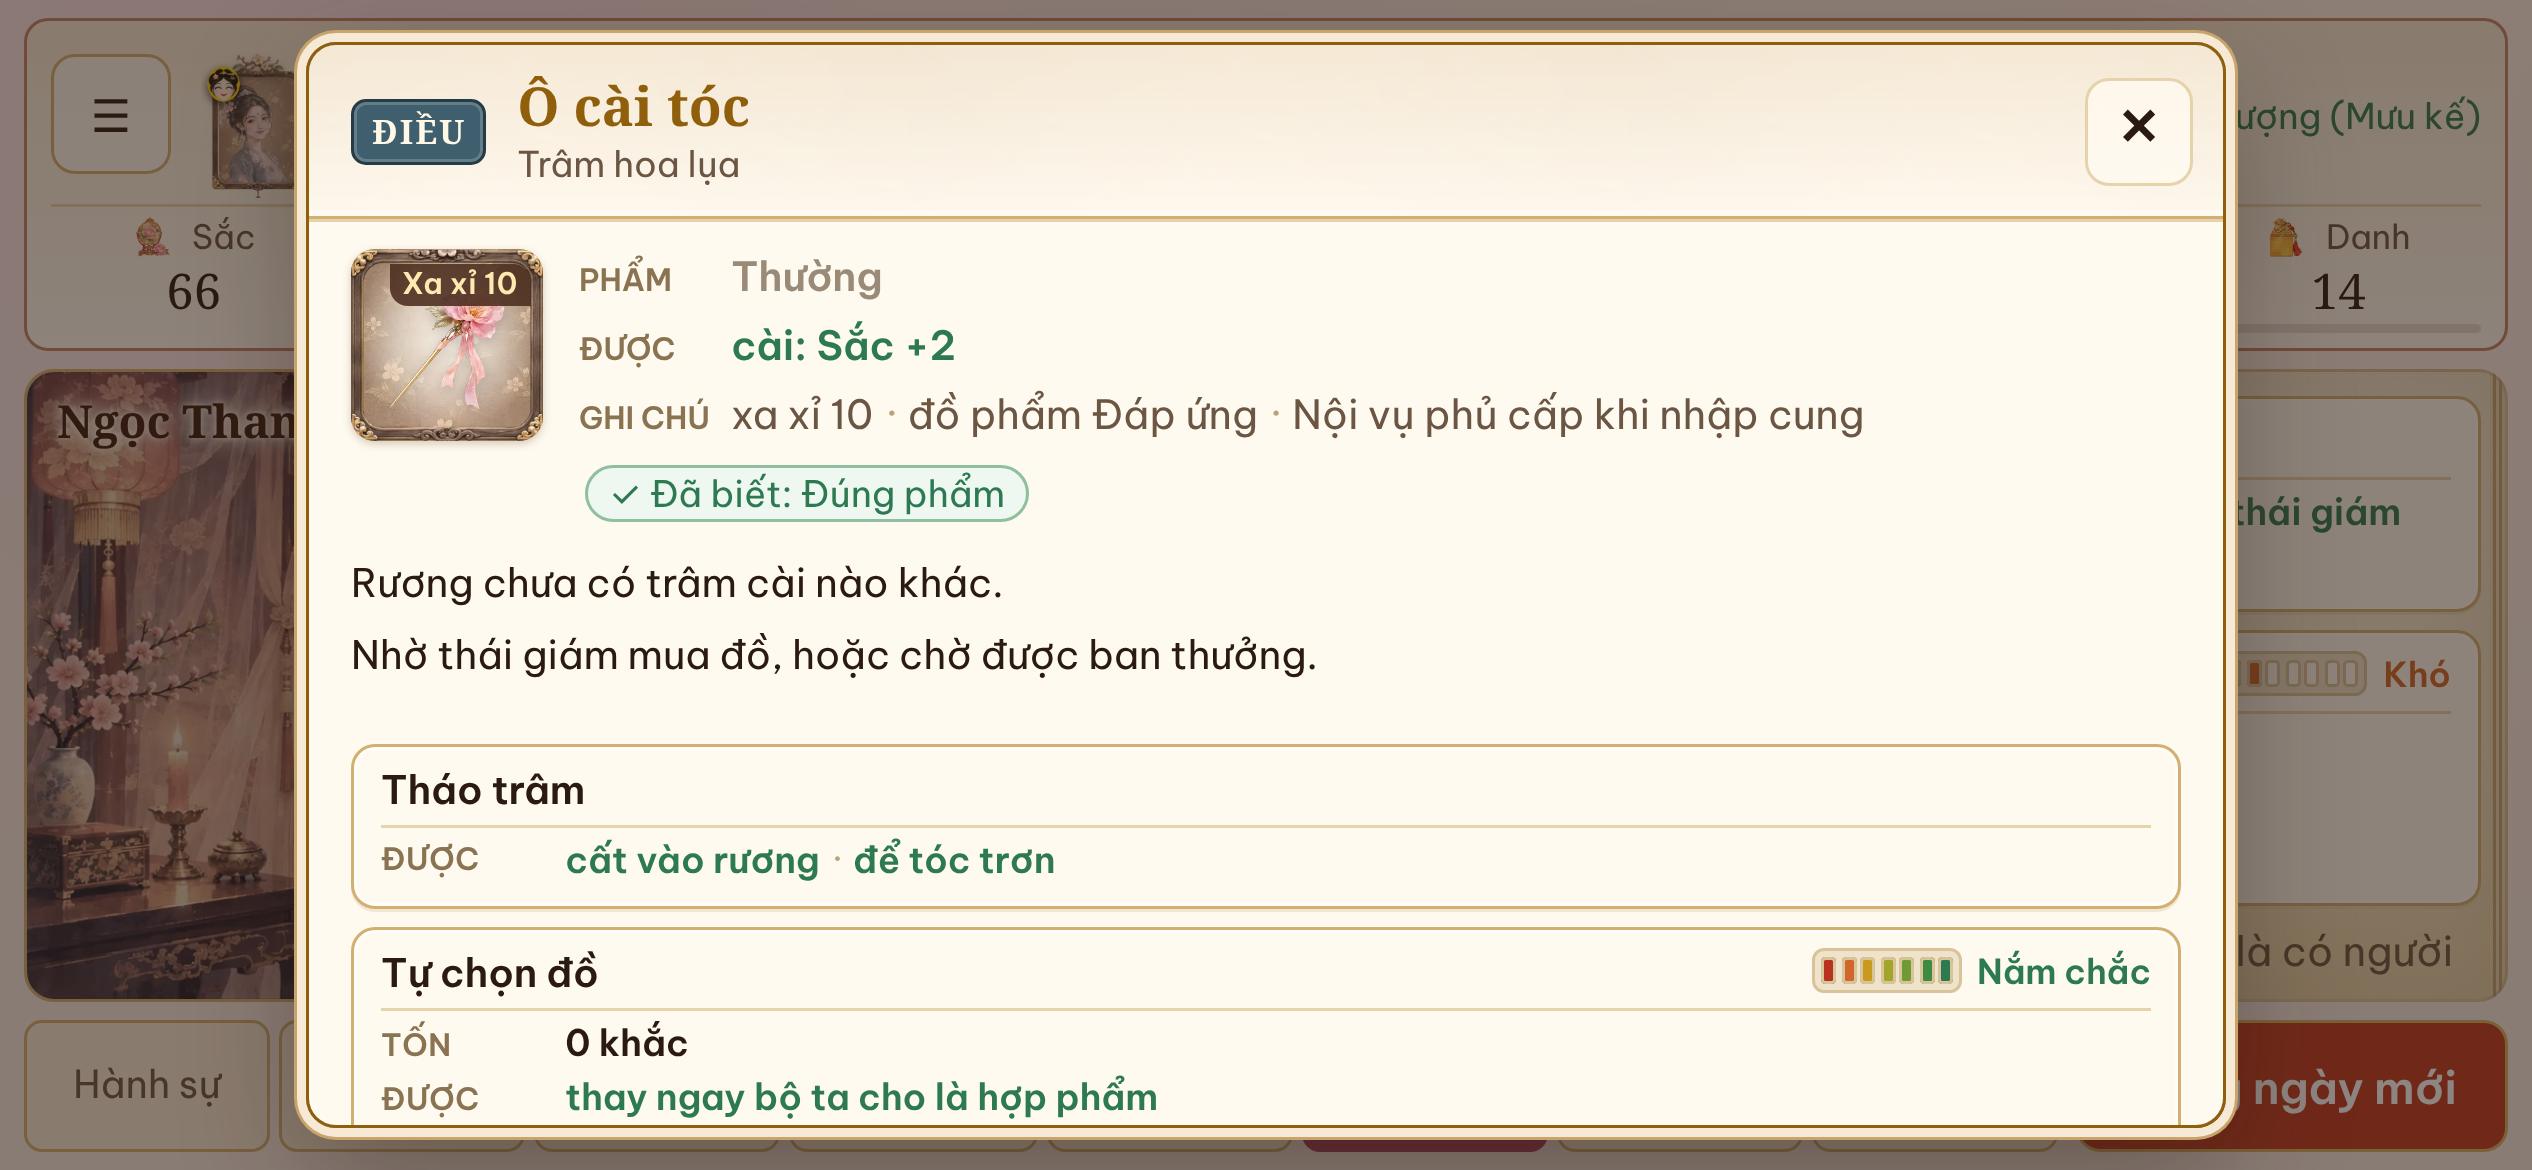 ☰
ượng (Mưu kế)
Sắc
66
Danh
14
Ngọc Than
thái giám
Khó
là có người
Hành sự
ngày mới
ĐIỀU
Ô cài tóc
Trâm hoa lụa
✕
Xa xỉ 10
PHẨM Thường
ĐƯỢC cài: Sắc +2
GHI CHÚ xa xỉ 10 · đồ phẩm Đáp ứng · Nội vụ phủ cấp khi nhập cung
✓ Đã biết: Đúng phẩm
Rương chưa có trâm cài nào khác.
Nhờ thái giám mua đồ, hoặc chờ được ban thưởng.
Tháo trâm
ĐƯỢC cất vào rương · để tóc trơn
Tự chọn đồ Nắm chắc
TỐN 0 khắc
ĐƯỢC thay ngay bộ ta cho là hợp phẩm